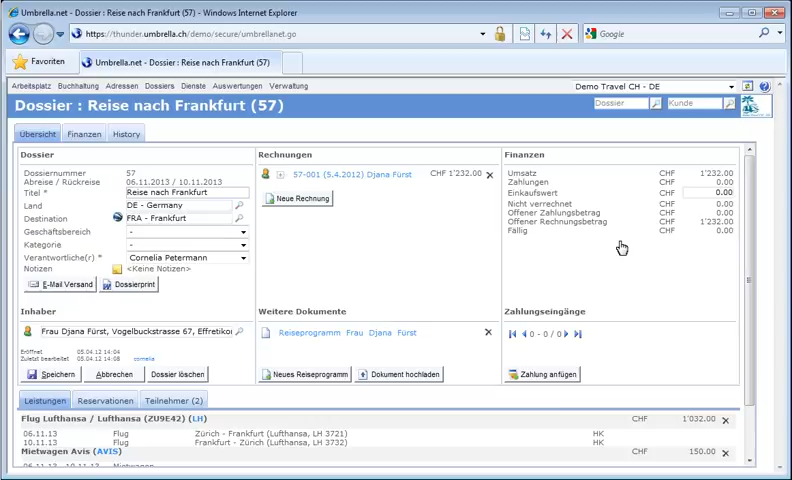 Umbrella.net - Dossier : Reise nach Frankfurt (57) - Windows Internet Explorer
https://thunder.umbrella.ch/demo/secure/umbrellanet.go
Google
Favoriten
Umbrella.net - Dossier : Reise nach Frankfurt (57)
Arbeitsplatz Buchhaltung Adressen Dossiers Dienste Auswertungen Verwaltung
Demo Travel CH - DE
Dossier : Reise nach Frankfurt (57)
Dossier
Kunde
Übersicht Finanzen History
Dossier
Dossiernummer 57
Abreise / Rückreise 06.11.2013 / 10.11.2013
Titel * Reise nach Frankfurt
Land DE - Germany
Destination FRA - Frankfurt
Geschäftsbereich -
Kategorie -
Verantwortliche(r) * Cornelia Petermann
Notizen <Keine Notizen>
E-Mail Versand Dossierprint
Rechnungen
57-001 (5.4.2012) Djana Fürst CHF 1'232.00
Neue Rechnung
Finanzen
Umsatz CHF 1'232.00
Zahlungen CHF 0.00
Einkaufswert CHF 0.00
Nicht verrechnet CHF 0.00
Offener Zahlungsbetrag CHF 0.00
Offener Rechnungsbetrag CHF 1'232.00
Fällig CHF 0.00
Inhaber
Frau Djana Fürst, Vogelbuckstrasse 67, Effretikon
Eröffnet 05.04.12 14:04
Zuletzt bearbeitet 05.04.12 14:08 cornelia
Speichern Abbrechen Dossier löschen
Weitere Dokumente
Reiseprogramm Frau Djana Fürst
Neues Reiseprogramm Dokument hochladen
Zahlungseingänge
0 - 0 / 0
Zahlung anfügen
Leistungen Reservationen Teilnehmer (2)
Flug Lufthansa / Lufthansa (ZU9E42) (LH) CHF 1'032.00
06.11.13 Flug Zürich - Frankfurt (Lufthansa, LH 3721) HK
10.11.13 Flug Frankfurt - Zürich (Lufthansa, LH 3732) HK
Mietwagen Avis (AVIS) CHF 150.00
06.11.13 - 10.11.13 Mietwagen